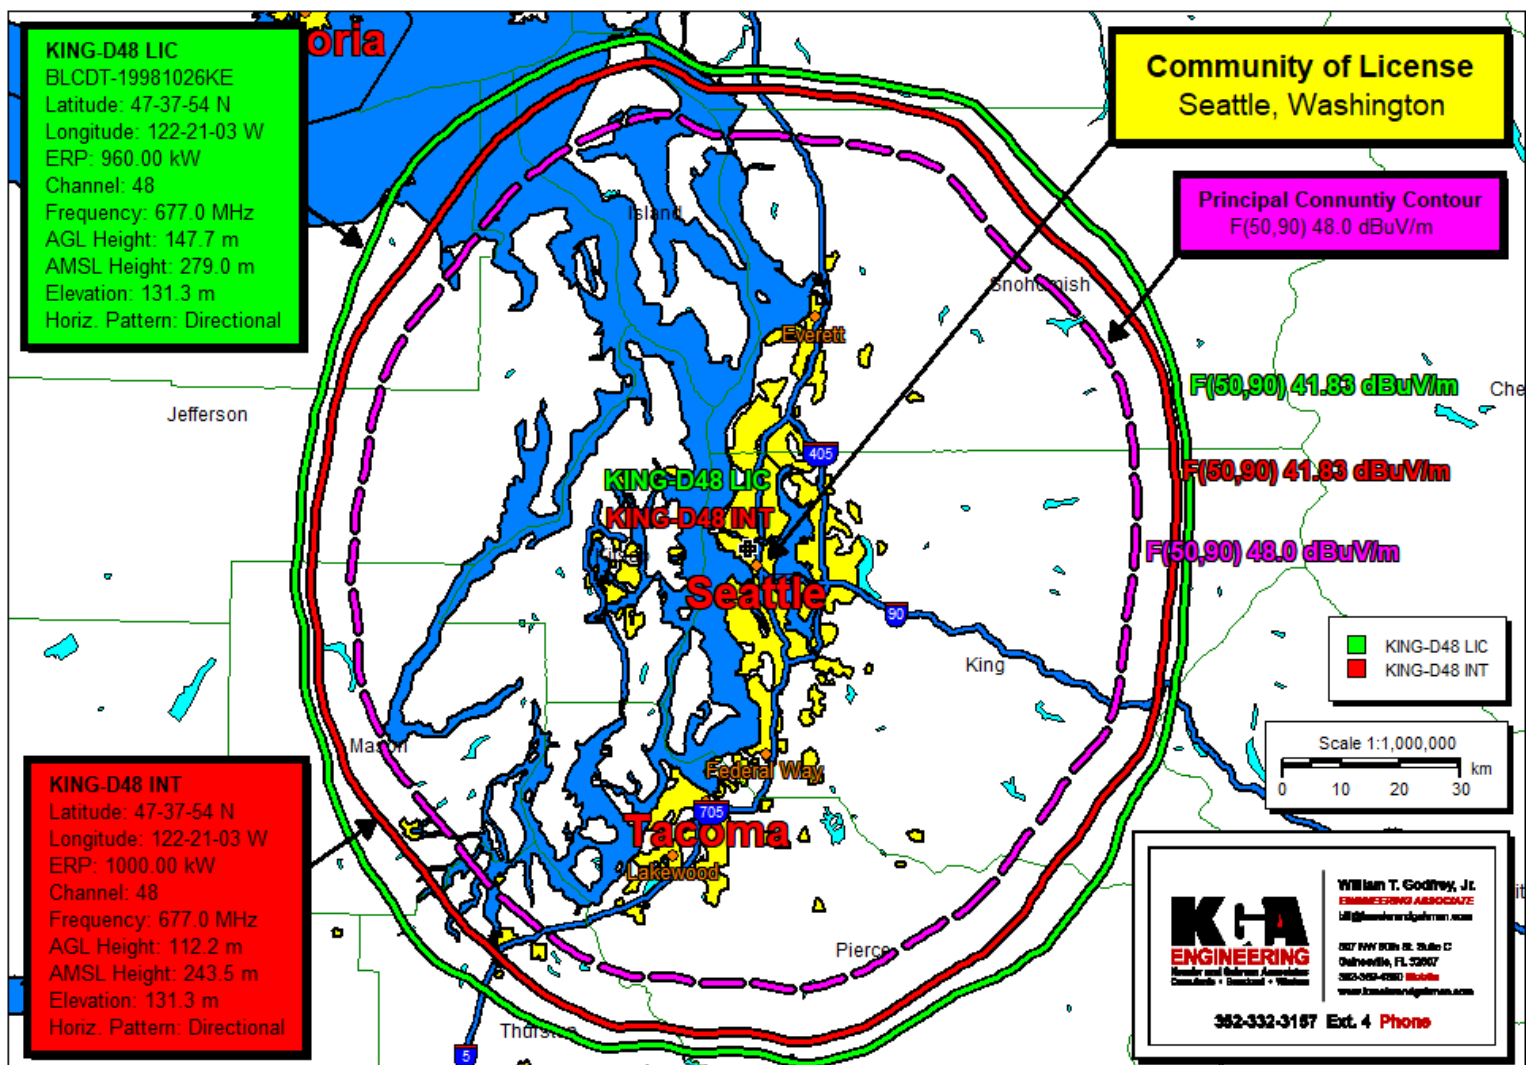 KING-D48 LIC
BLCDT-19981026KE
Latitude: 47-37-54 N
Longitude: 122-21-03 W
ERP: 960.00 kW
Channel: 48
Frequency: 677.0 MHz
AGL Height: 147.7 m
AMSL Height: 279.0 m
Elevation: 131.3 m
Horiz. Pattern: Directional
oria
Community of License
Seattle, Washington
Principal Connuntiy Contour
F(50,90) 48.0 dBuV/m
Island
Snohomish
Everett
Jefferson
F(50,90) 41.83 dBuV/m
Che
405
KING-D48 LIC
F(50,90) 41.83 dBuV/m
KING-D48 INT
F(50,90) 48.0 dBuV/m
Seattle
90
King
KING-D48 LIC
KING-D48 INT
Mason
Scale 1:1,000,000
0 10 20 30 km
Federal Way
705
Tacoma
Lakewood
KING-D48 INT
Latitude: 47-37-54 N
Longitude: 122-21-03 W
ERP: 1000.00 kW
Channel: 48
Frequency: 677.0 MHz
AGL Height: 112.2 m
AMSL Height: 243.5 m
Elevation: 131.3 m
Horiz. Pattern: Directional
Pierce
Thurston
5
KGA
ENGINEERING
William T. Godfrey, Jr.
ENGINEERING ASSOCIATE
Gainesville, FL 32607
352-332-3157 Ext. 4 Phone